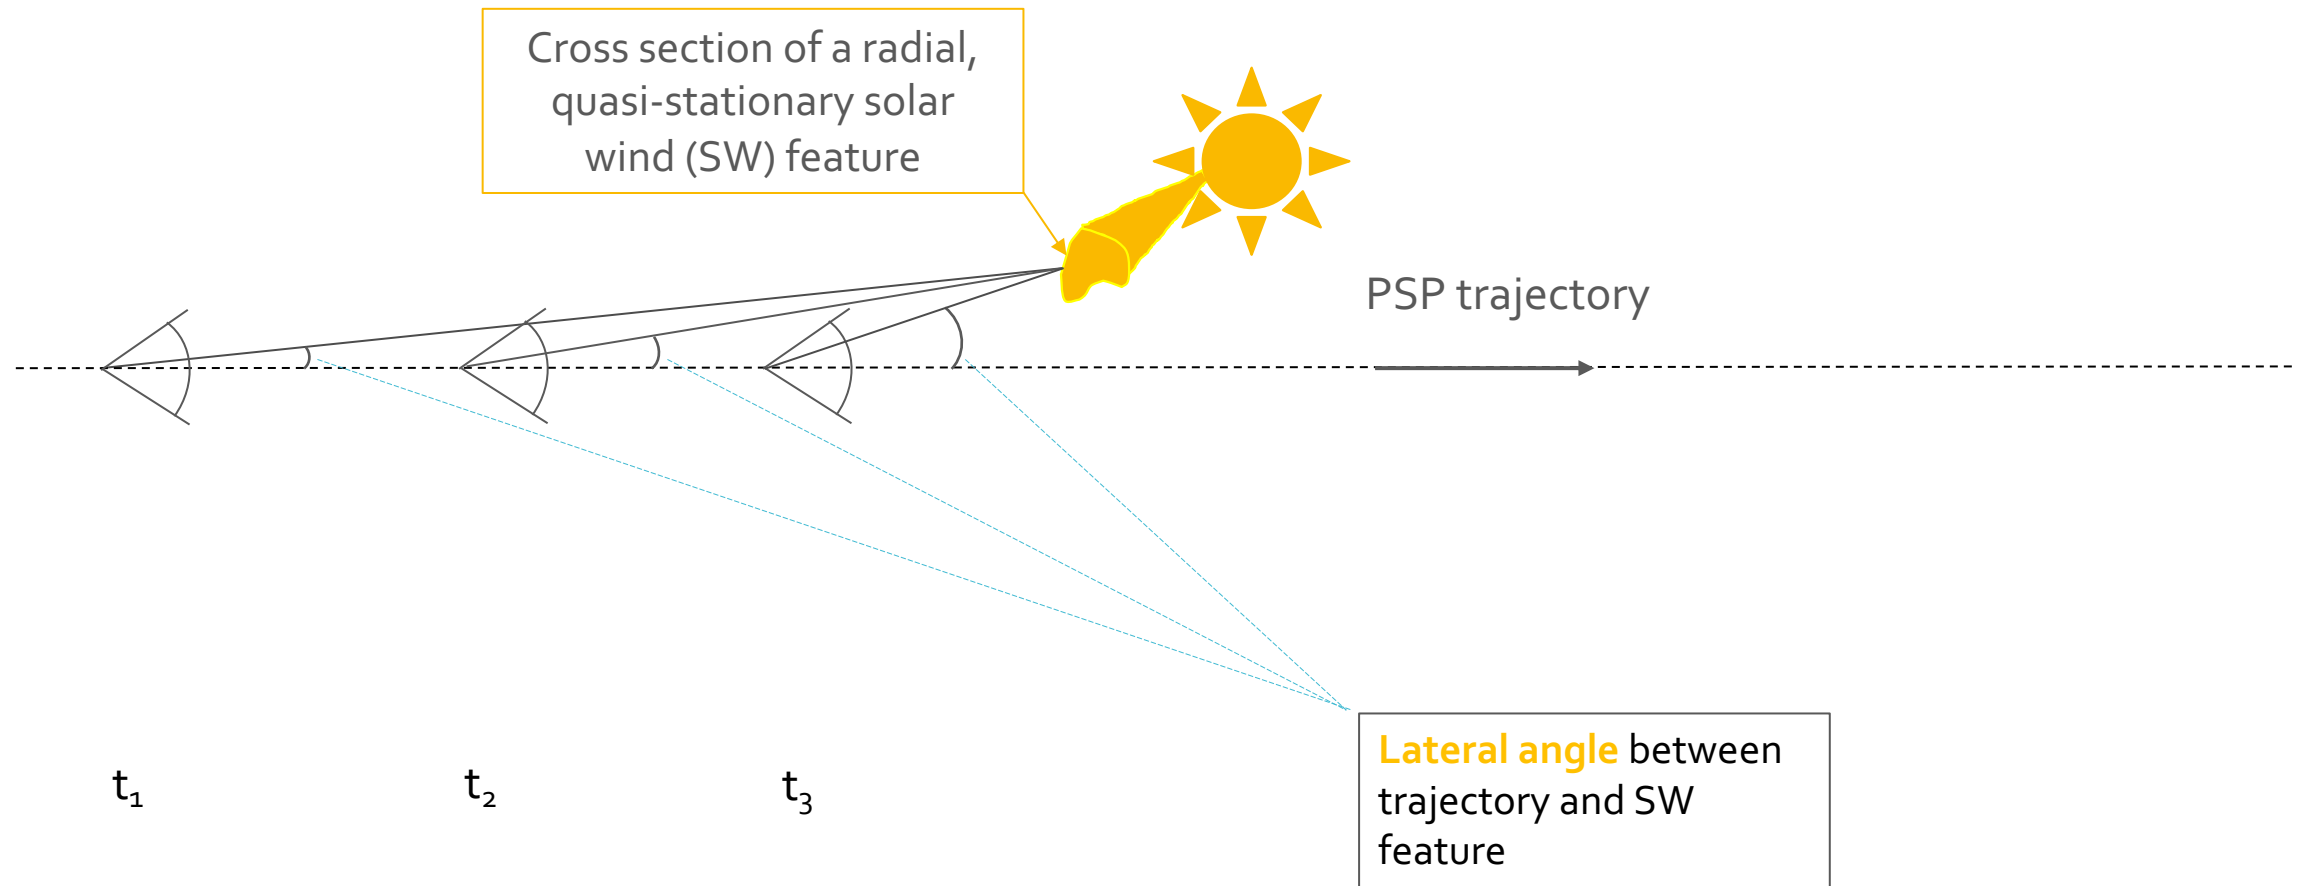 Cross section of a radial,
quasi-stationary solar
wind (SW) feature
PSP trajectory
Lateral angle between
trajectory and SW
feature
t₁
t₂
t₃